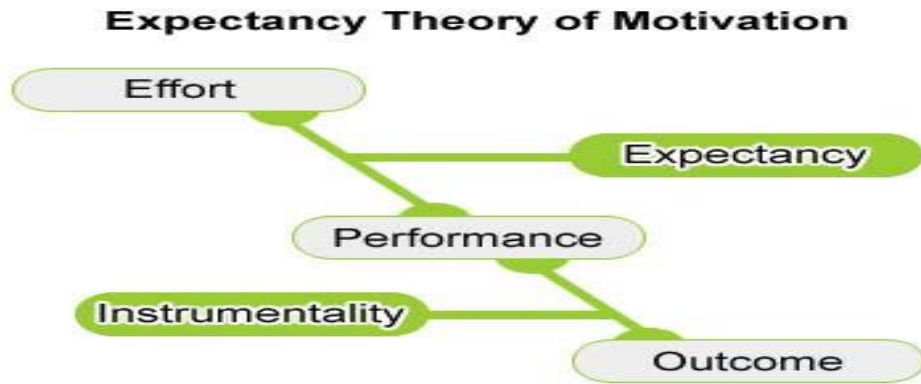 Expectancy Theory of Motivation
Effort
Expectancy
Performance
Instrumentality
Outcome